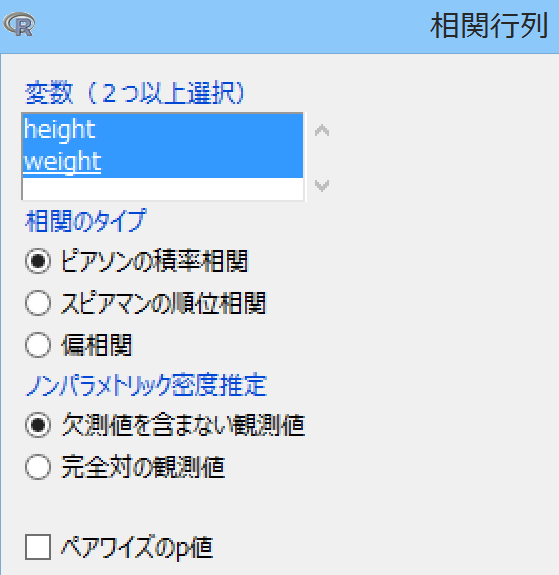 R
相関行列
変数（２つ以上選択）
height
weight
相関のタイプ
ピアソンの積率相関
スピアマンの順位相関
偏相関
ノンパラメトリック密度推定
欠測値を含まない観測値
完全対の観測値
ペアワイズのp値